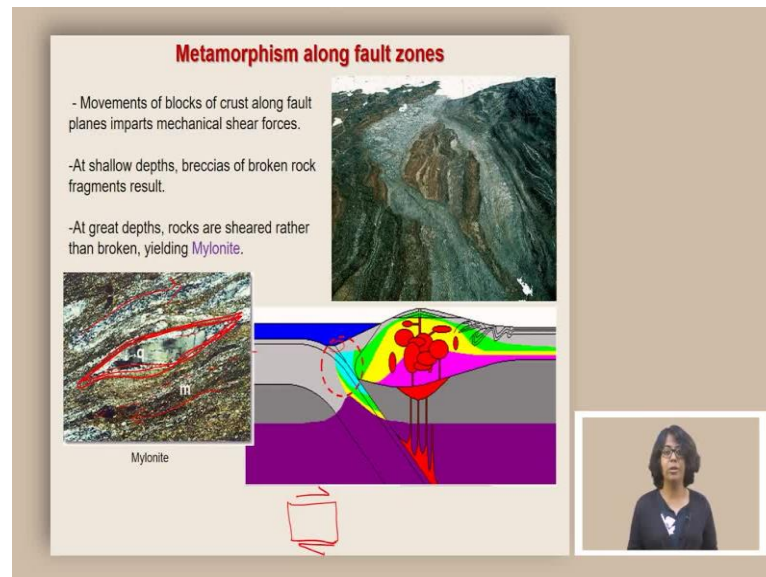 Metamorphism along fault zones
- Movements of blocks of crust along fault
planes imparts mechanical shear forces.
-At shallow depths, breccias of broken rock
fragments result.
-At great depths, rocks are sheared rather
than broken, yielding Mylonite.
q
m
Mylonite